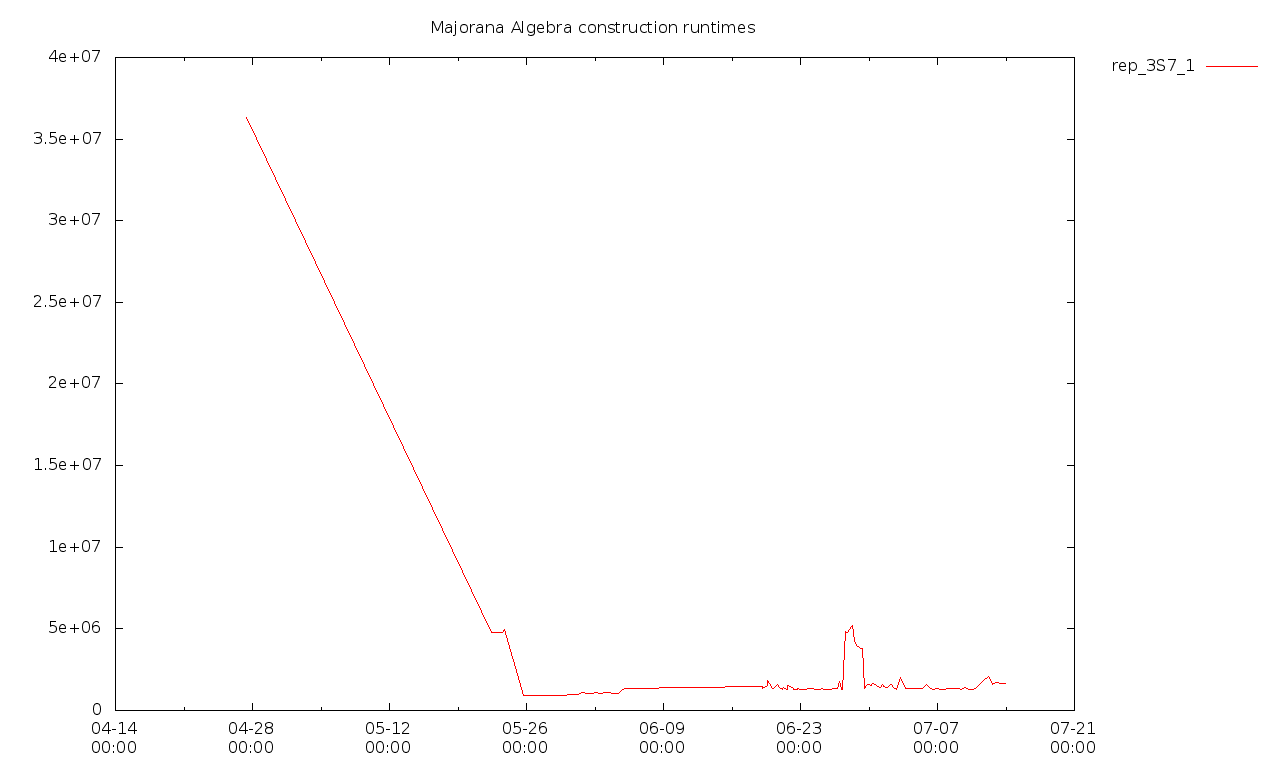 Majorana Algebra construction runtimes
rep_3S7_1
4e+07
3.5e+07
3e+07
2.5e+07
2e+07
1.5e+07
1e+07
5e+06
0
04-14 04-28 05-12 05-26 06-09 06-23 07-07 07-21
00:00 00:00 00:00 00:00 00:00 00:00 00:00 00:00